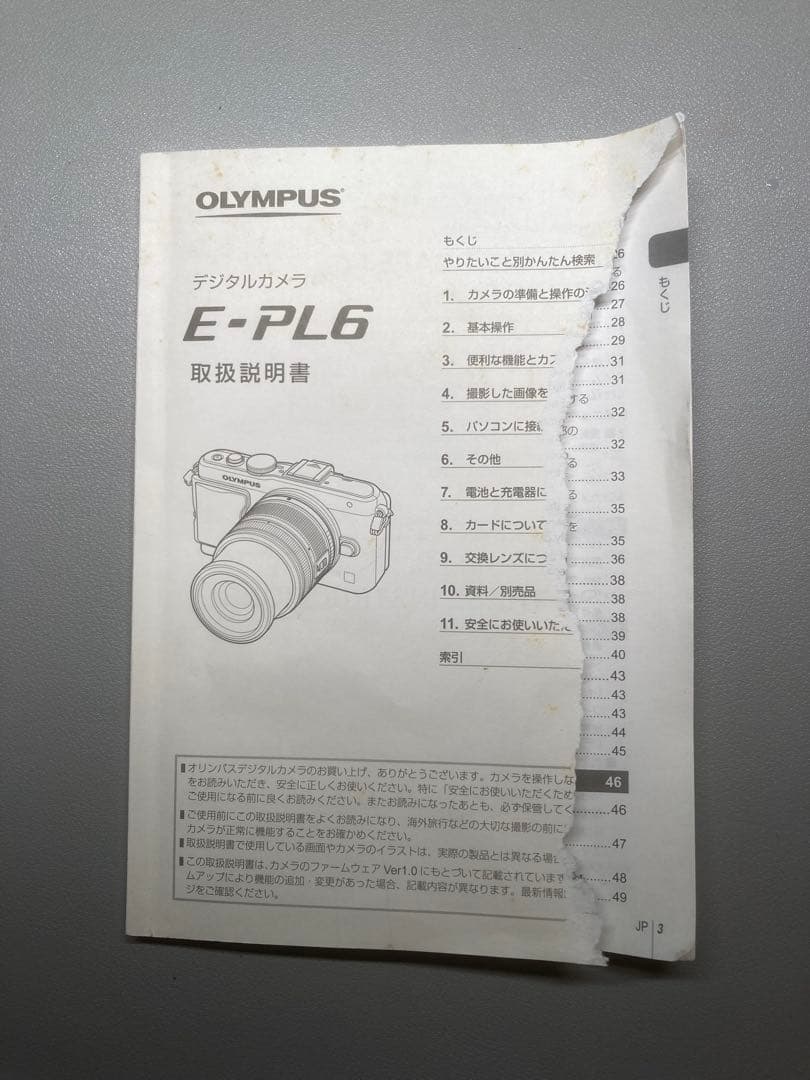 OLYMPUS
デジタルカメラ
E-PL6
取扱説明書
OLYMPUS
もくじ
やりたいこと別かんたん検索
1. カメラの準備と操作の
2. 基本操作
3. 便利な機能とカ
4. 撮影した画像を
5. パソコンに接
6. その他
7. 電池と充電器に
8. カードについて
9. 交換レンズにつ
10. 資料/別売品
11. 安全にお使いいた
索引
■オリンパスデジタルカメラのお買い上げ、ありがとうございます。カメラを操作しな
をお読みいただき、安全に正しくお使いください。特に「安全にお使いいただくため
ご使用になる前に良くお読みください。またお読みになったあとも、必ず保管してく
■ご使用前にこの取扱説明書をよくお読みになり、海外旅行などの大切な撮影の前に
カメラが正常に機能することをお確かめください。
■取扱説明書で使用している画面やカメラのイラストは、実際の製品とは異なる場
■この取扱説明書は、カメラのファームウェア Ver1.0 にもとづいて記載されていま
ムアップにより機能の追加・変更があった場合、記載内容が異なります。最新情報
ジをご確認ください。
もくじ
26
る
26
27
28
29
31
31
する
32
の
32
る
33
る
35
を
35
36
38
38
38
39
40
43
43
43
44
45
46
46
47
48
49
JP 3